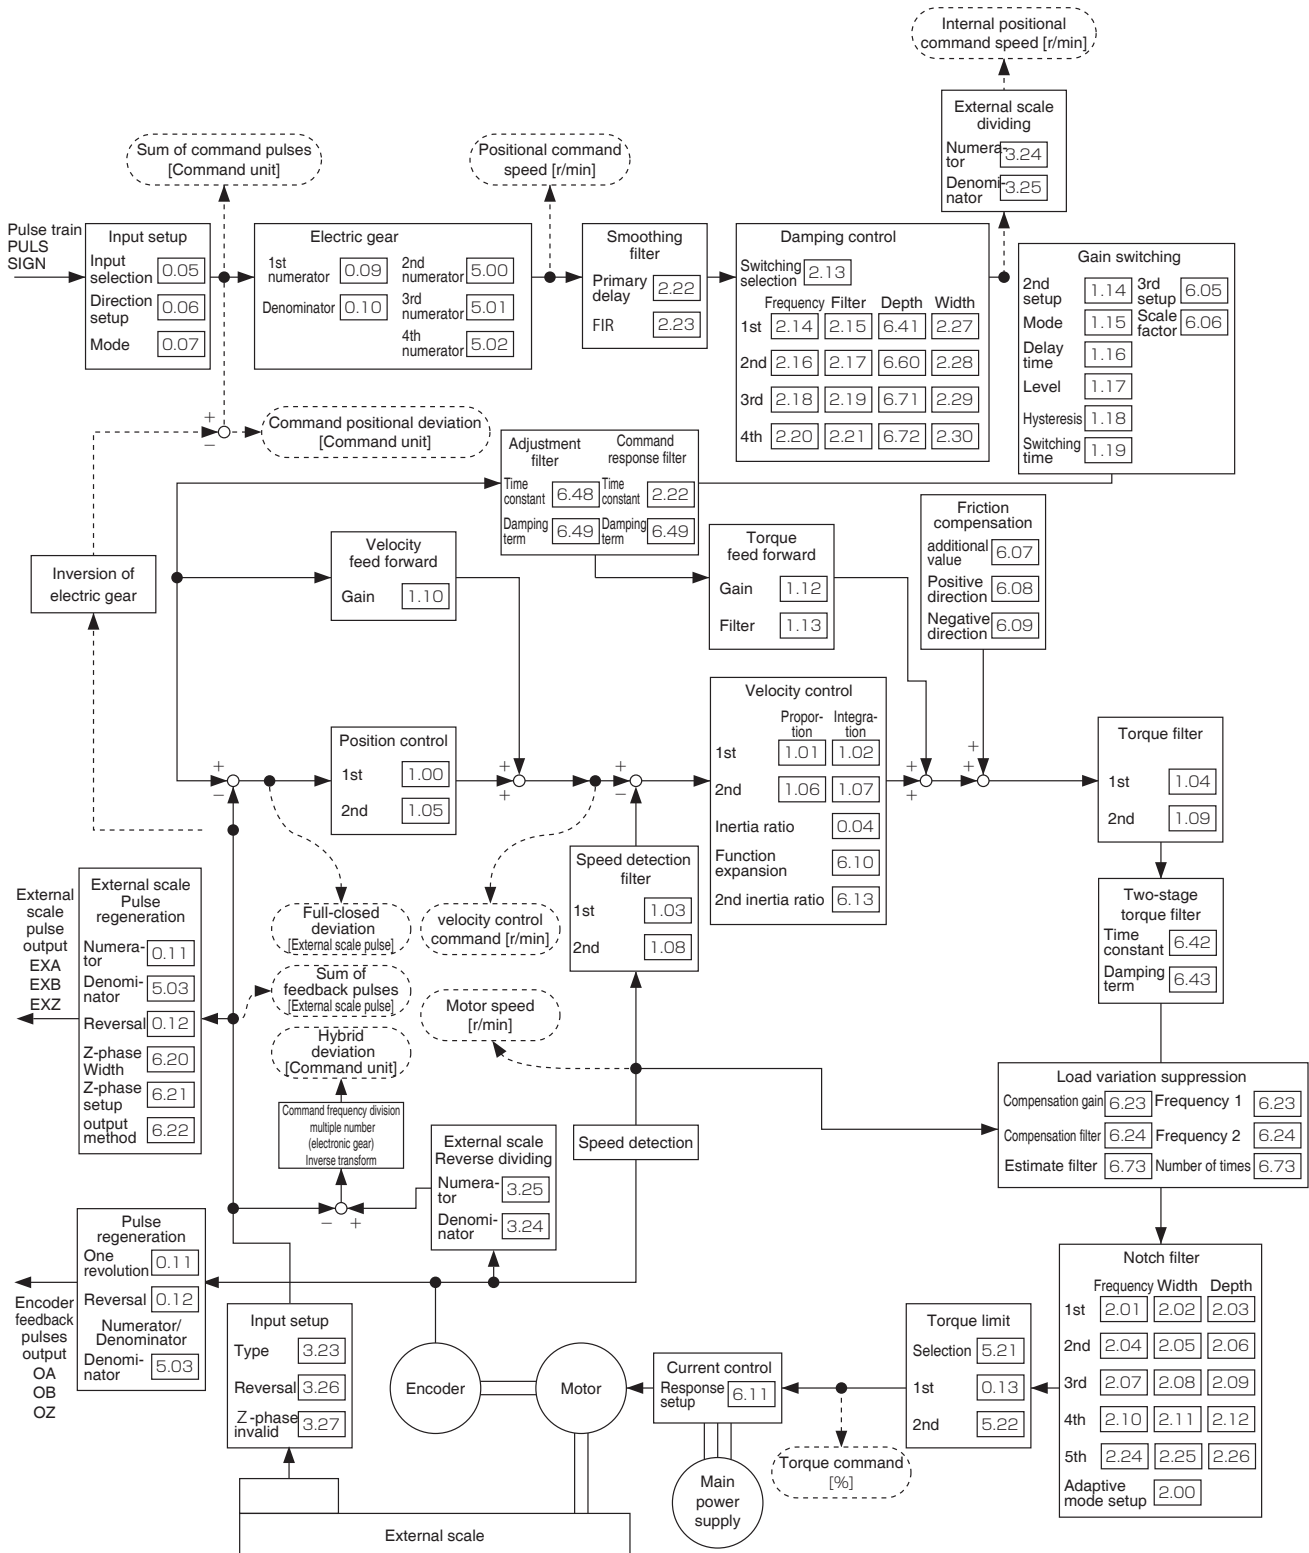 Internal positional
command speed [r/min]
External scale
dividing
Numera-
tor
3.24
Denomi-
nator
3.25
Sum of command pulses
[Command unit]
Positional command
speed [r/min]
Pulse train
PULS
SIGN
Input setup
Input
selection
0.05
Direction
setup
0.06
Mode
0.07
Electric gear
1st
numerator
0.09
2nd
numerator
5.00
Denominator
0.10
3rd
numerator
5.01
4th
numerator
5.02
Smoothing
filter
Primary
delay
2.22
FIR
2.23
Damping control
Switching
selection
2.13
Frequency Filter Depth Width
1st 2.14 2.15 6.41 2.27
2nd 2.16 2.17 6.60 2.28
3rd 2.18 2.19 6.71 2.29
4th 2.20 2.21 6.72 2.30
Gain switching
2nd
setup
1.14
3rd
setup
6.05
Mode
1.15
Scale
factor
6.06
Delay
time
1.16
Level
1.17
Hysteresis
1.18
Switching
time
1.19
+
−
Command positional deviation
[Command unit]
Adjustment
filter
Command
response filter
Time
constant
6.48
Time
constant
2.22
Damping
term
6.49
Damping
term
6.49
Inversion of
electric gear
Velocity
feed forward
Gain
1.10
Torque
feed forward
Gain
1.12
Filter
1.13
Friction
compensation
additional
value
6.07
Positive
direction
6.08
Negative
direction
6.09
+
−
Position control
1st
1.00
2nd
1.05
+
+
+
−
Velocity control
Propor-
tion
Integra-
tion
1st 1.01 1.02
2nd 1.06 1.07
Inertia ratio
0.04
Function
expansion
6.10
2nd inertia ratio
6.13
+
+
+
+
Torque filter
1st
1.04
2nd
1.09
Two-stage
torque filter
Time
constant
6.42
Damping
term
6.43
External
scale
pulse
output
EXA
EXB
EXZ
External scale
Pulse
regeneration
Numera-
tor
0.11
Denomi-
nator
5.03
Reversal
0.12
Z-phase
Width
6.20
Z-phase
setup
6.21
output
method
6.22
Full-closed
deviation
[External scale pulse]
velocity control
command [r/min]
Speed detection
filter
1st
1.03
2nd
1.08
Sum of
feedback pulses
[External scale pulse]
Motor speed
[r/min]
Hybrid
deviation
[Command unit]
Command frequency division
multiple number
(electronic gear)
Inverse transform
−
+
External scale
Reverse dividing
Numera-
tor
3.25
Denomi-
nator
3.24
Speed detection
Load variation suppression
Compensation gain 6.23 Frequency 1 6.23
Compensation filter 6.24 Frequency 2 6.24
Estimate filter 6.73 Number of times 6.73
Pulse
regeneration
One
revolution
0.11
Reversal
0.12
Numerator/
Denominator
Denomi-
nator
5.03
Encoder
feedback
pulses
output
OA
OB
OZ
Input setup
Type
3.23
Reversal
3.26
Z-phase
invalid
3.27
Encoder
Motor
Current control
Response
setup
6.11
Main
power
supply
Torque command
[%]
Torque limit
Selection
5.21
1st
0.13
2nd
5.22
Notch filter
Frequency Width Depth
1st 2.01 2.02 2.03
2nd 2.04 2.05 2.06
3rd 2.07 2.08 2.09
4th 2.10 2.11 2.12
5th 2.24 2.25 2.26
Adaptive
mode setup
2.00
External scale